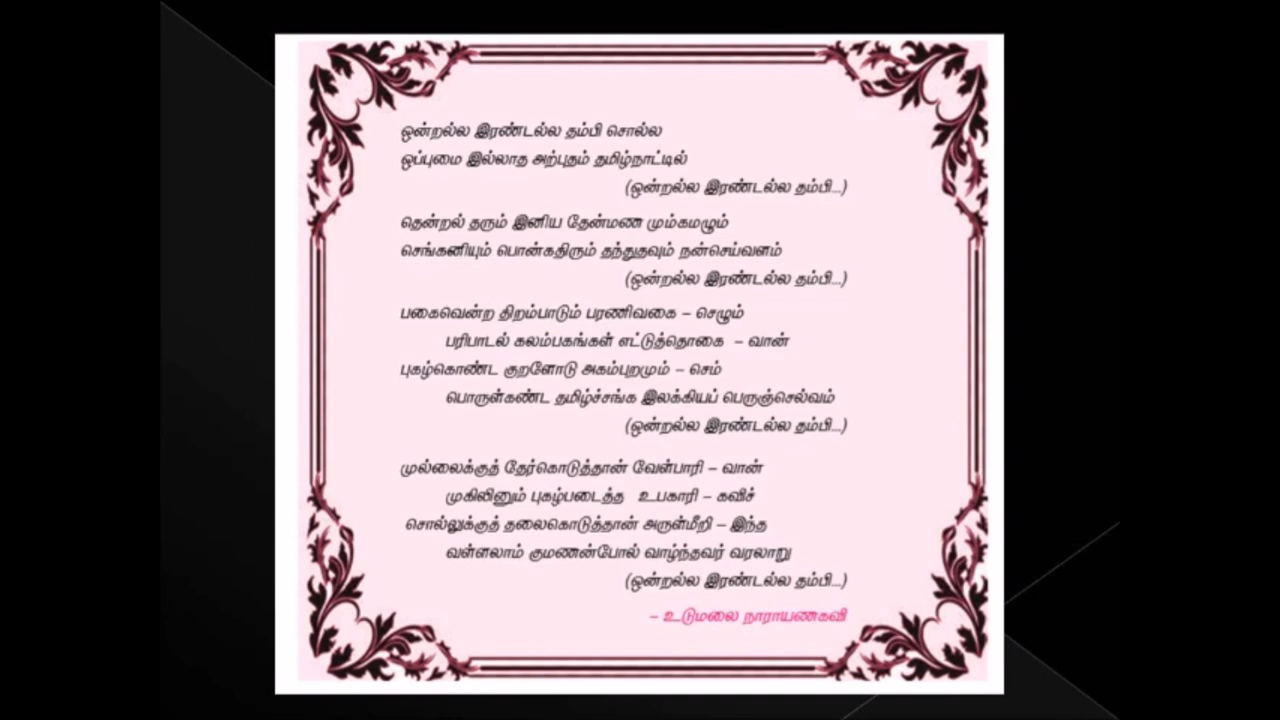 ஒன்றல்ல இரண்டல்ல தம்பி சொல்ல
ஒப்புமை இல்லாத அற்புதம் தமிழ்நாட்டில்
(ஒன்றல்ல இரண்டல்ல தம்பி...)
தென்றல் தரும் இனிய தேன்மண மும்கமழும்
செங்கனியும் பொன்கதிரும் தந்துதவும் நன்செய்வளம்
(ஒன்றல்ல இரண்டல்ல தம்பி...)
பகைவென்ற திறம்பாடும் பரணிவகை – செழும்
பரிபாடல் கலம்பகங்கள் எட்டுத்தொகை – வான்
புகழ்கொண்ட குறளோடு அகம்புறமும் – செம்
பொருள்கண்ட தமிழ்ச்சங்க இலக்கியப் பெருஞ்செல்வம்
(ஒன்றல்ல இரண்டல்ல தம்பி...)
முல்லைக்குத் தேர்கொடுத்தான் வேள்பாரி – வான்
முகிலினும் புகழ்படைத்த உபகாரி – கவிச்
சொல்லுக்குத் தலைகொடுத்தான் அருள்மீறி – இந்த
வள்ளலாம் குமணன்போல் வாழ்ந்தவர் வரலாறு
(ஒன்றல்ல இரண்டல்ல தம்பி...)
– உடுமலை நாராயணகவி